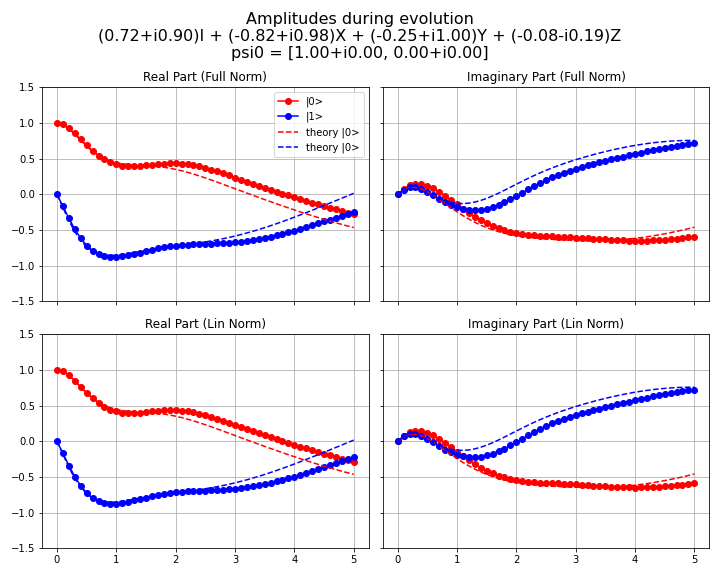 Amplitudes during evolution
(0.72+i0.90)I + (-0.82+i0.98)X + (-0.25+i1.00)Y + (-0.08-i0.19)Z
psi0 = [1.00+i0.00, 0.00+i0.00]
Real Part (Full Norm)
1.5
1.0
0.5
0.0
−0.5
−1.0
−1.5
|0>
|1>
theory |0>
theory |0>
Imaginary Part (Full Norm)
Real Part (Lin Norm)
1.5
1.0
0.5
0.0
−0.5
−1.0
−1.5
0 1 2 3 4 5
Imaginary Part (Lin Norm)
0 1 2 3 4 5